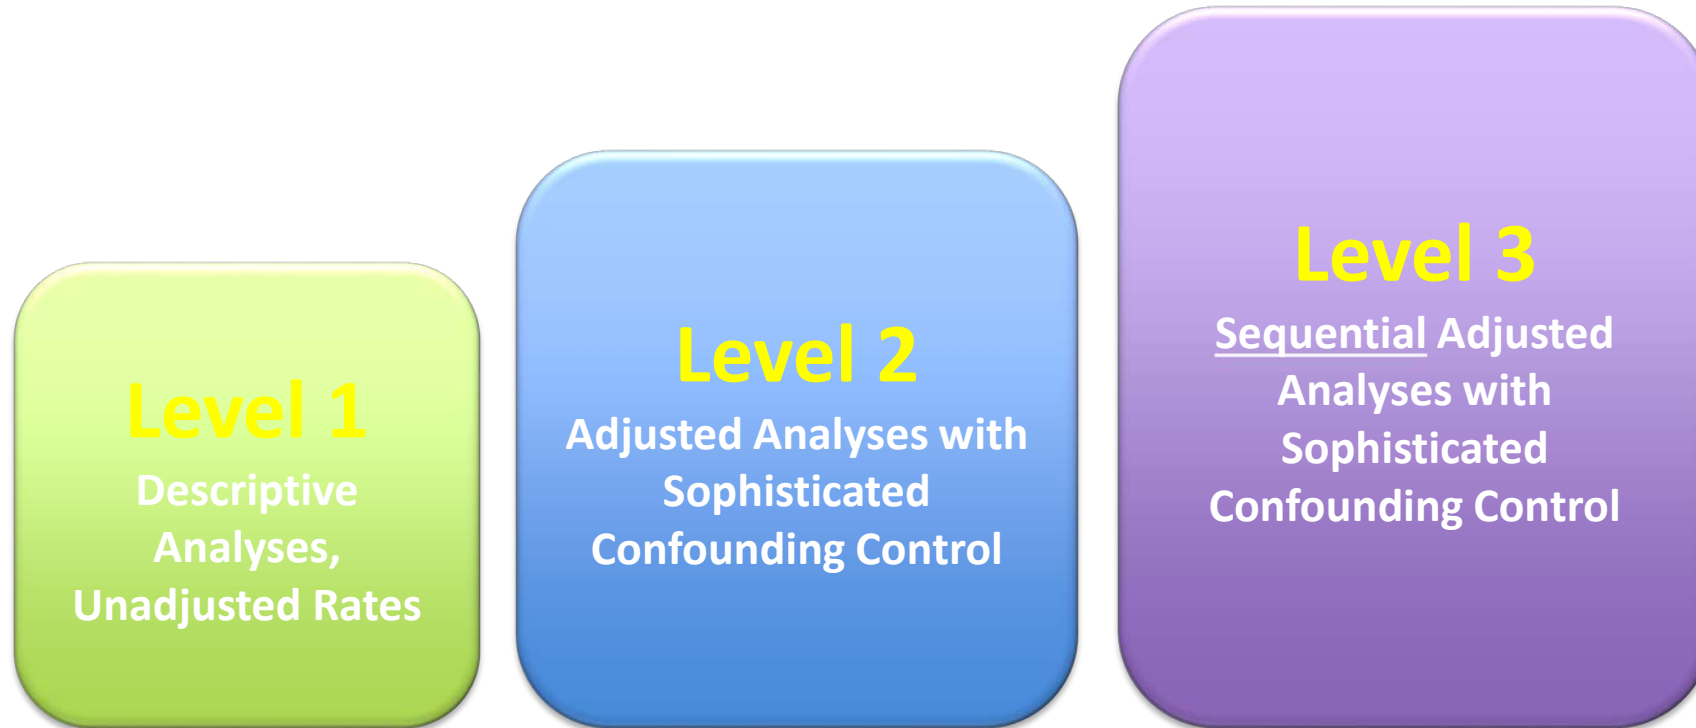 Level 1
Descriptive
Analyses,
Unadjusted Rates
Level 2
Adjusted Analyses with
Sophisticated
Confounding Control
Level 3
Sequential Adjusted
Analyses with
Sophisticated
Confounding Control